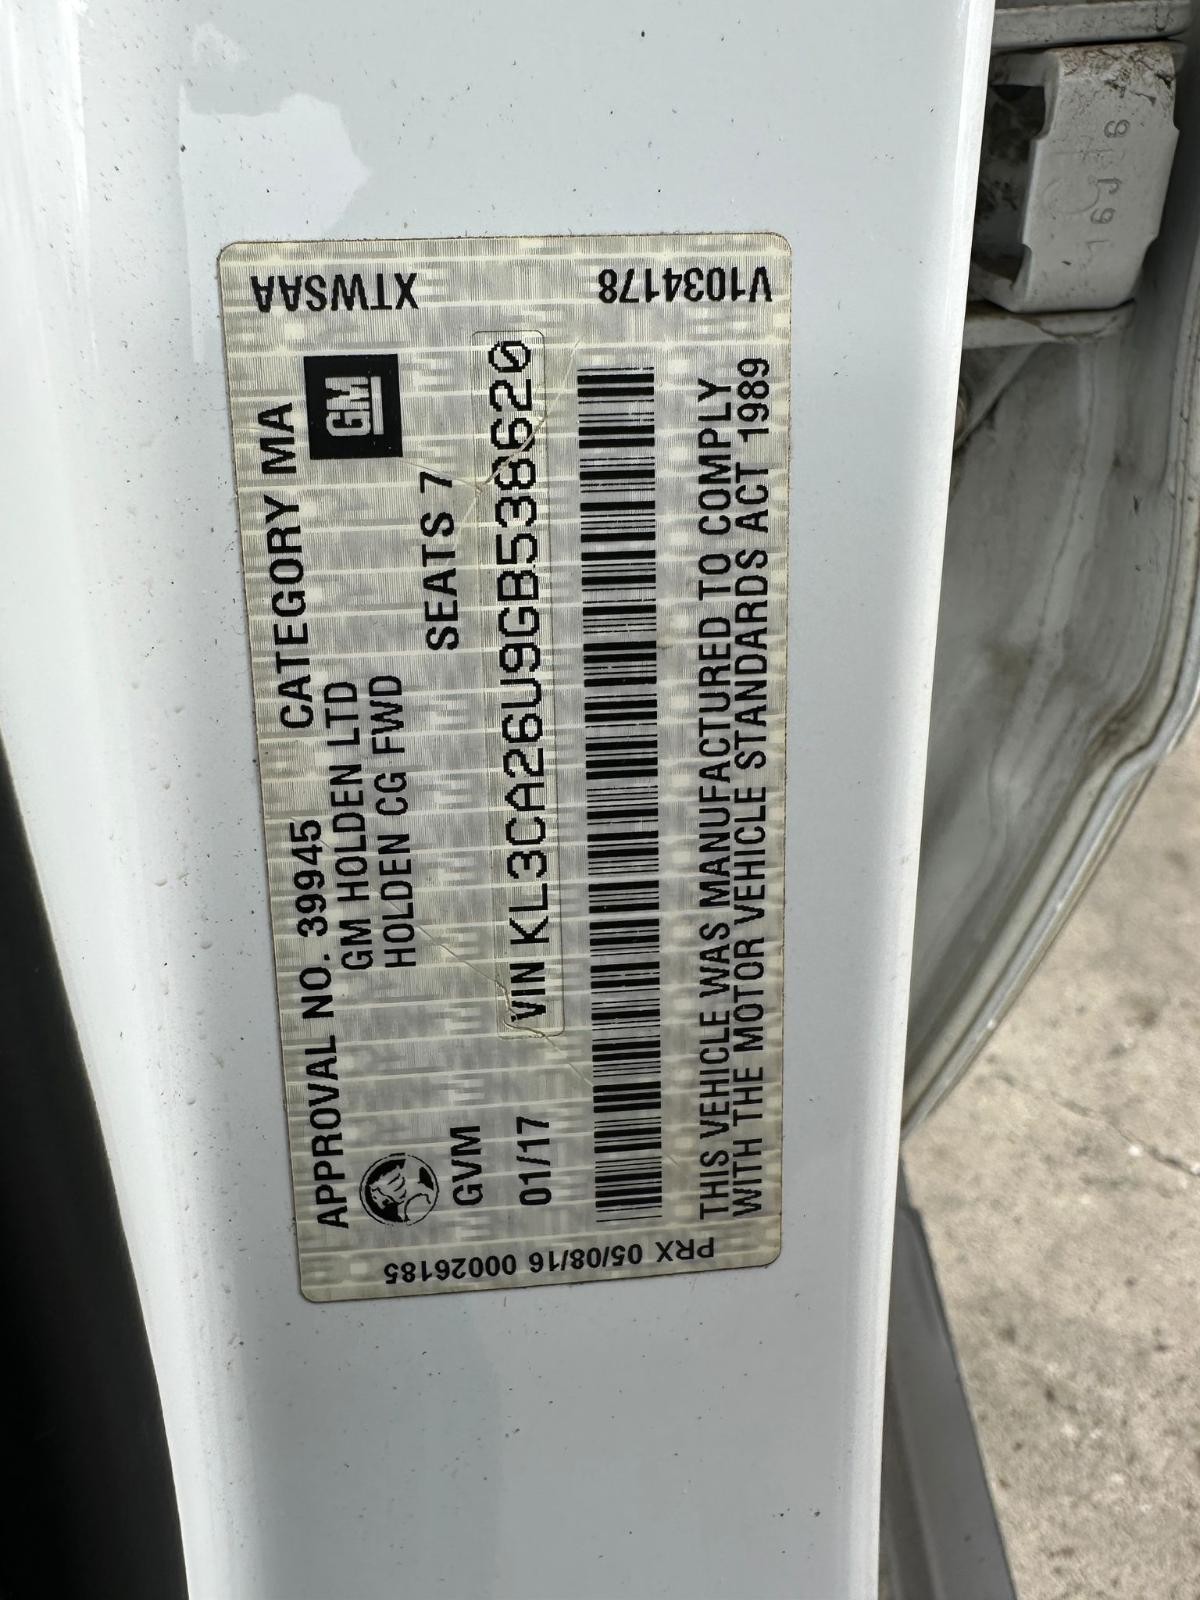 XTWSAA
V1034178
APPROVAL NO. 39945 CATEGORY MA
GM HOLDEN LTD
GM
HOLDEN CG FWD
SEATS 7
GVM
VIN KL3CA26U9GB538620
01/17
THIS VEHICLE WAS MANUFACTURED TO COMPLY
WITH THE MOTOR VEHICLE STANDARDS ACT 1989
PRX 05/08/16 00026185